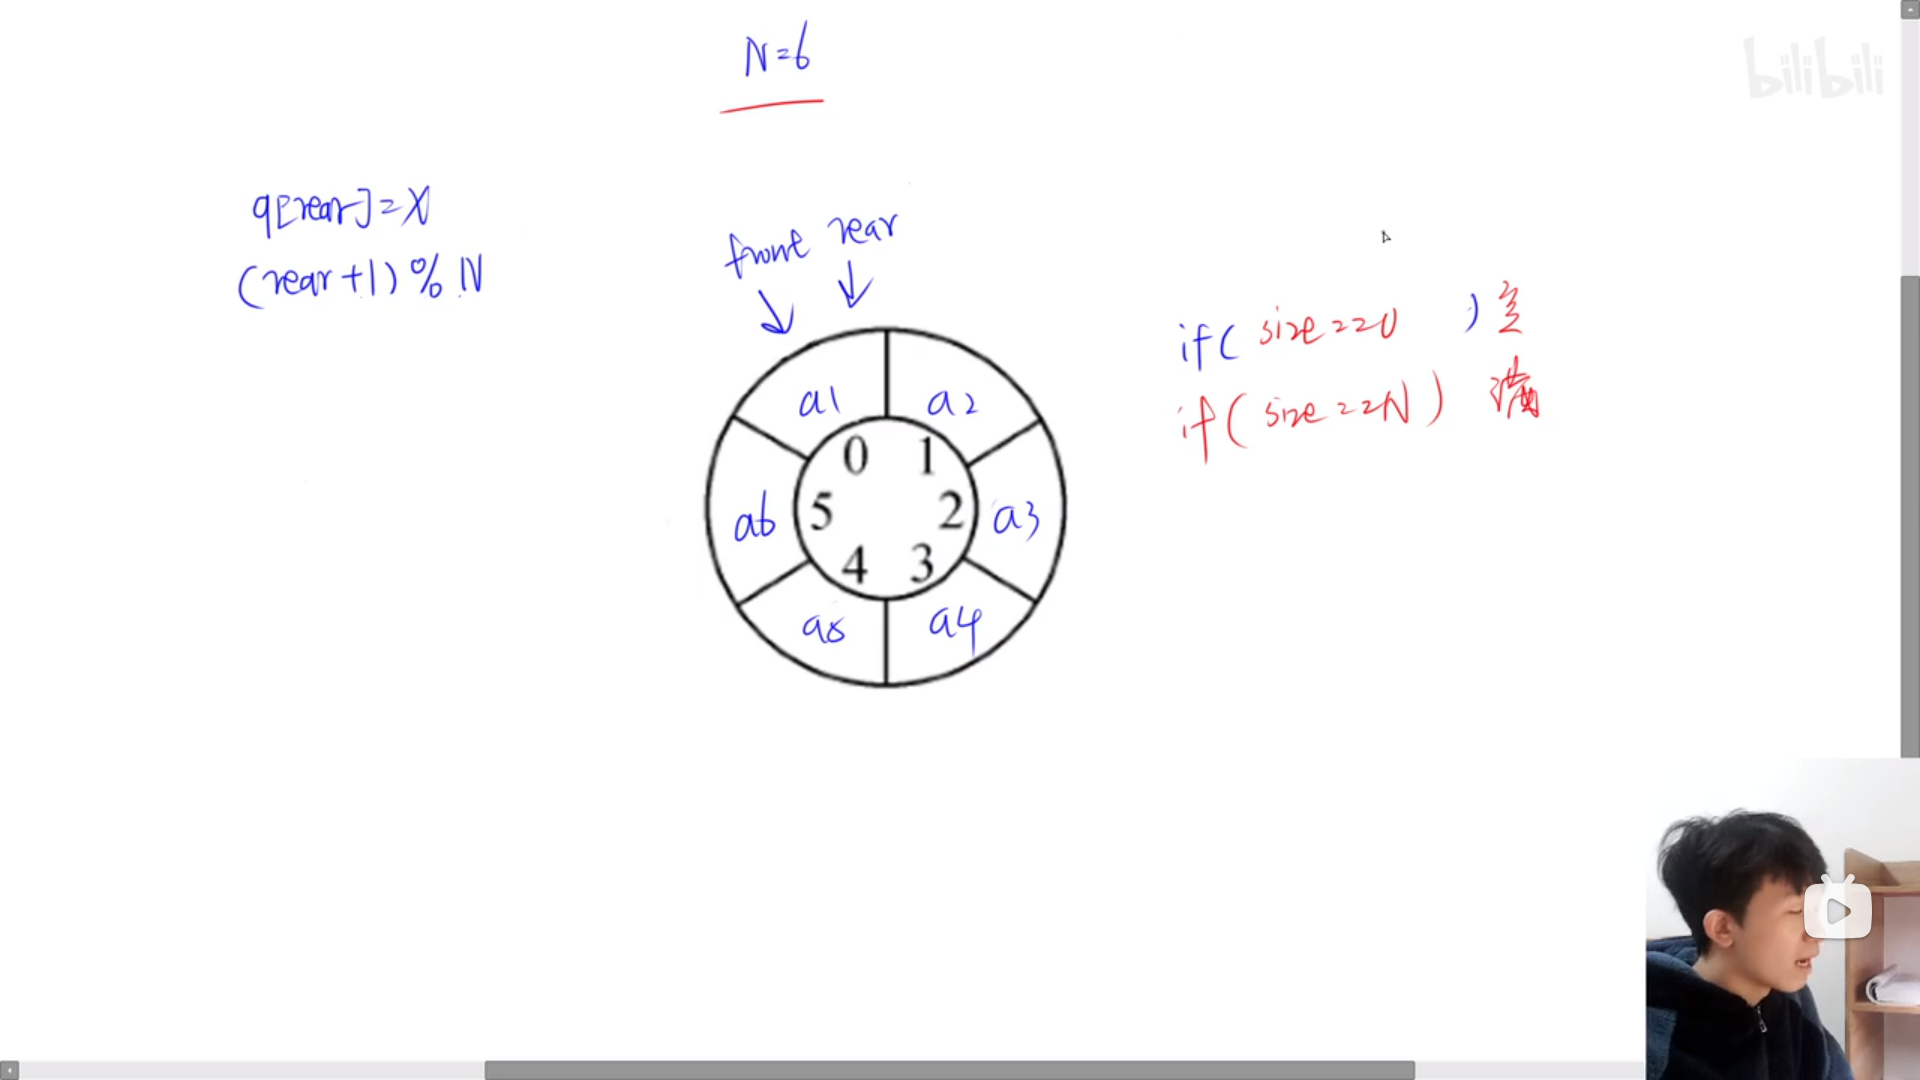 N=6
bilibili
q[rear]=X
(rear+1)%N
front rear
if( size==0 ) 空
if( size==N ) 满
a1 a2
0 1
a6 5 2 a3
4 3
a5 a4